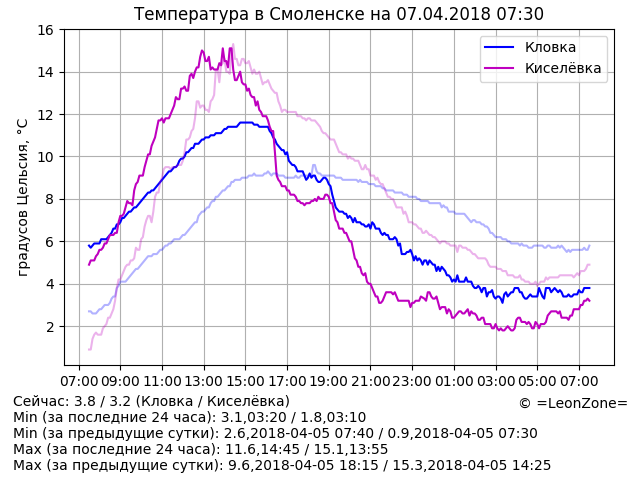 Температура в Смоленске на 07.04.2018 07:30
градусов Цельсия, °C
16
14
12
10
8
6
4
2
Кловка
Киселёвка
07:00 09:00 11:00 13:00 15:00 17:00 19:00 21:00 23:00 01:00 03:00 05:00 07:00
Сейчас: 3.8 / 3.2 (Кловка / Киселёвка)
© =LeonZone=
Min (за последние 24 часа): 3.1,03:20 / 1.8,03:10
Min (за предыдущие сутки): 2.6,2018-04-05 07:40 / 0.9,2018-04-05 07:30
Max (за последние 24 часа): 11.6,14:45 / 15.1,13:55
Max (за предыдущие сутки): 9.6,2018-04-05 18:15 / 15.3,2018-04-05 14:25